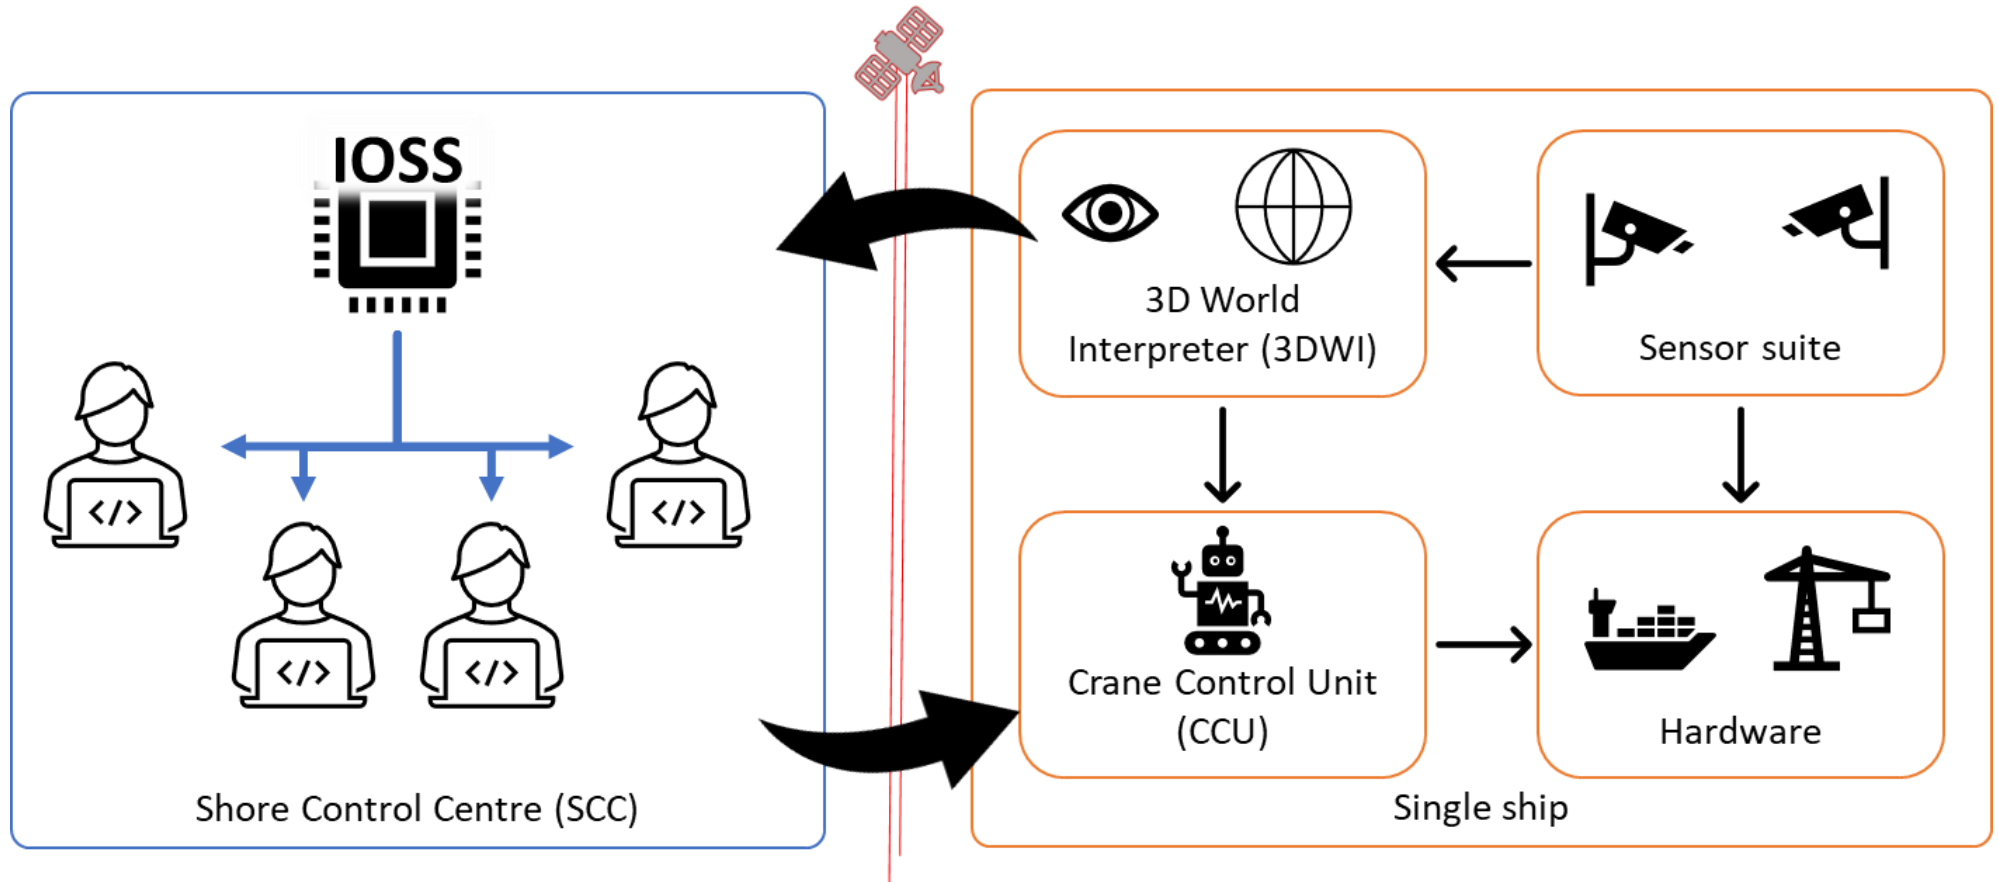 IOSS
</>
</>
</>
</>
Shore Control Centre (SCC)
3D World
Interpreter (3DWI)
Sensor suite
Crane Control Unit
(CCU)
Hardware
Single ship